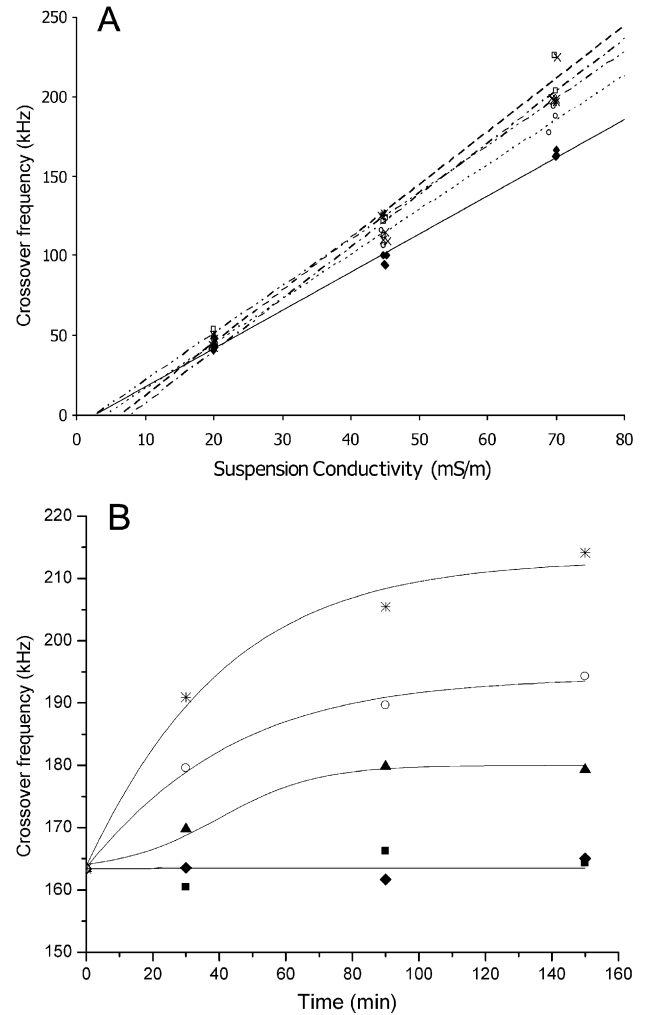 A
250
200
150
100
50
0
Crossover frequency (kHz)
0 10 20 30 40 50 60 70 80
Suspension Conductivity (mS/m)
B
220
210
200
190
180
170
160
150
Crossover frequency (kHz)
0 20 40 60 80 100 120 140 160
Time (min)